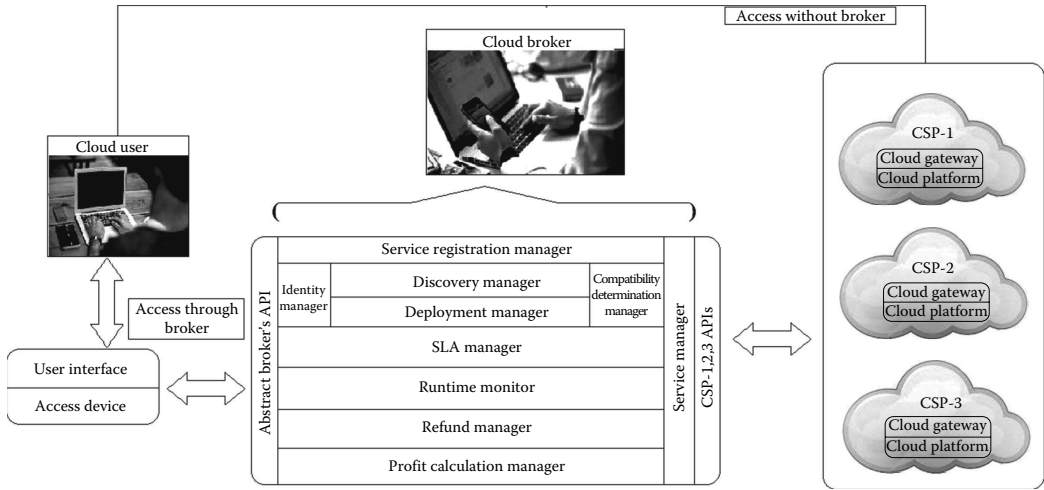 Access without broker
Cloud broker
Cloud user
Access through
broker
User interface
Access device
Abstract broker's API
Service registration manager
Identity
manager
Discovery manager
Deployment manager
Compatibility
determination
manager
SLA manager
Runtime monitor
Refund manager
Profit calculation manager
Service manager
CSP-1,2,3 APIs
CSP-1
Cloud gateway
Cloud platform
CSP-2
Cloud gateway
Cloud platform
CSP-3
Cloud gateway
Cloud platform